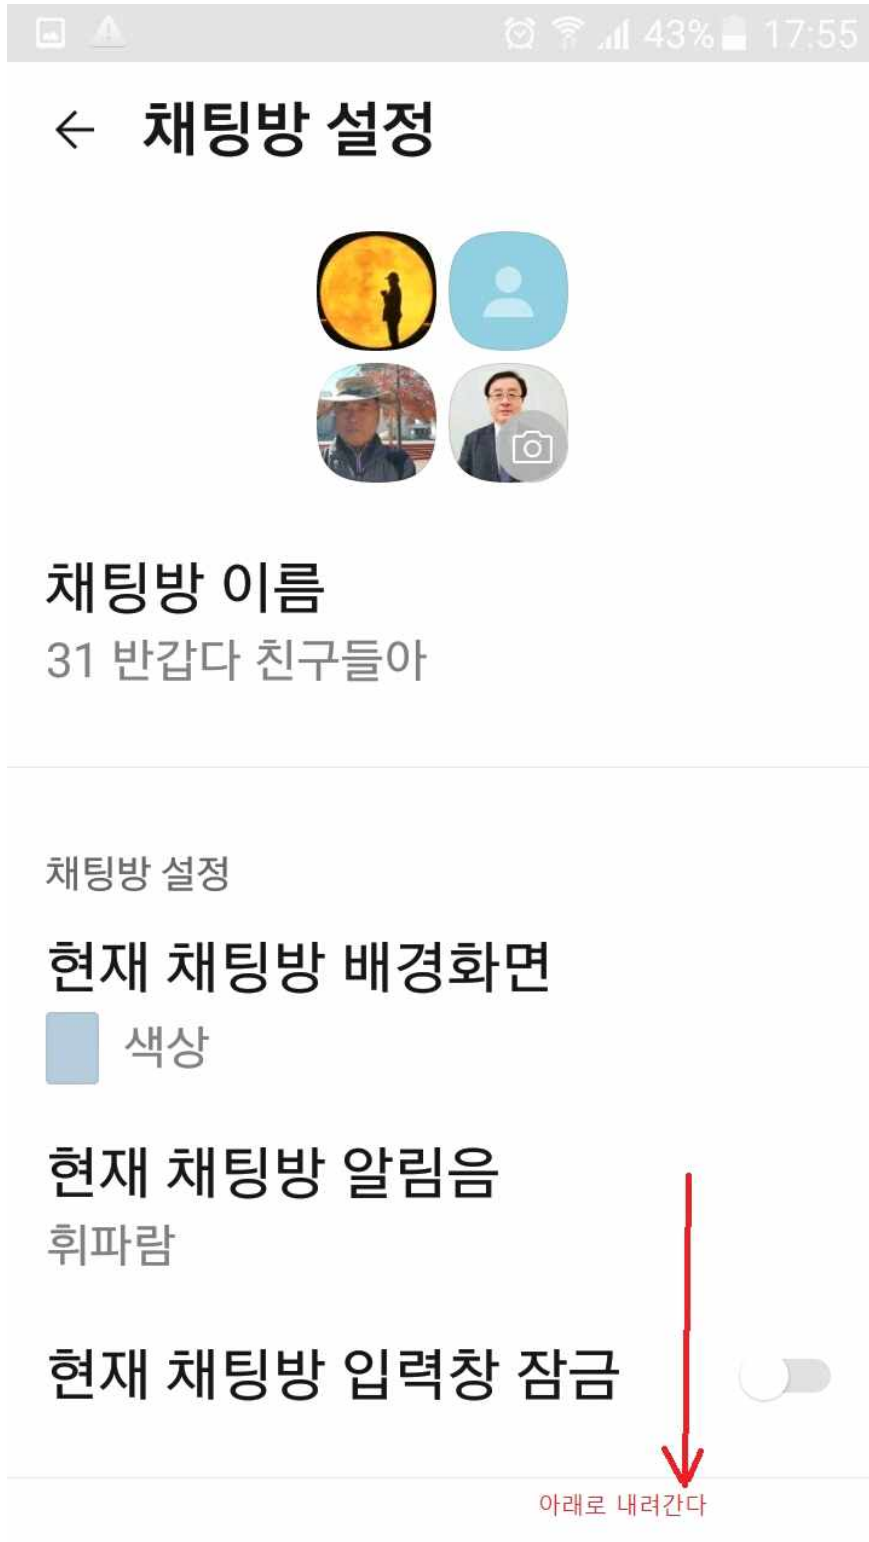 43% 17:55
채팅방 설정
채팅방 이름
31 반갑다 친구들아
채팅방 설정
현재 채팅방 배경화면
색상
현재 채팅방 알림음
휘파람
현재 채팅방 입력창 잠금
아래로 내려간다